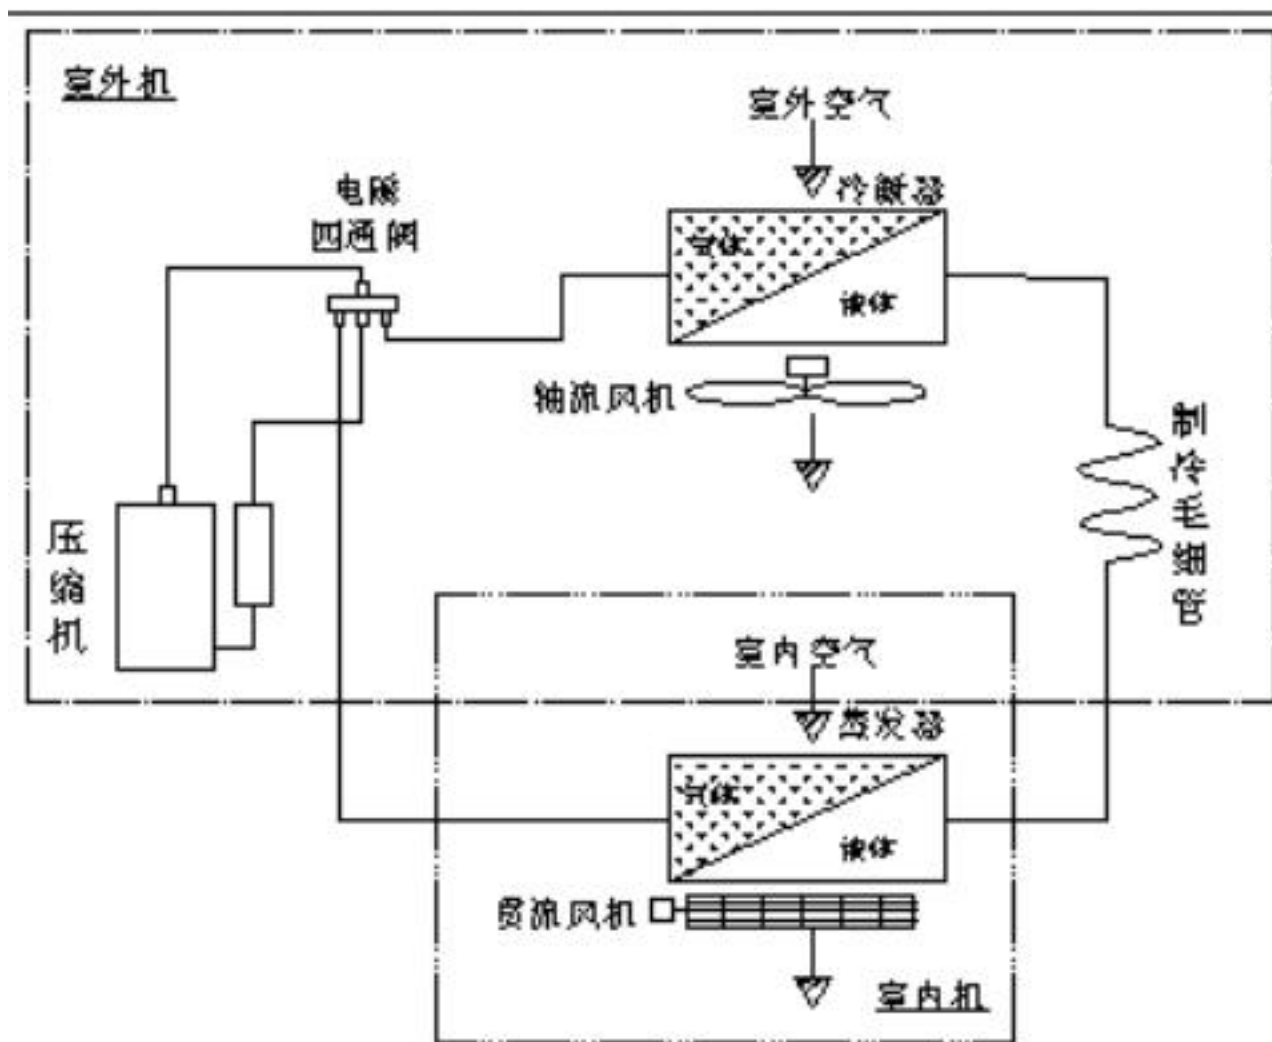 室外机
室外空气
电磁
四通阀
冷凝器
气体
液体
轴流风机
制冷毛细管
压缩机
室内空气
蒸发器
气体
液体
贯流风机
室内机